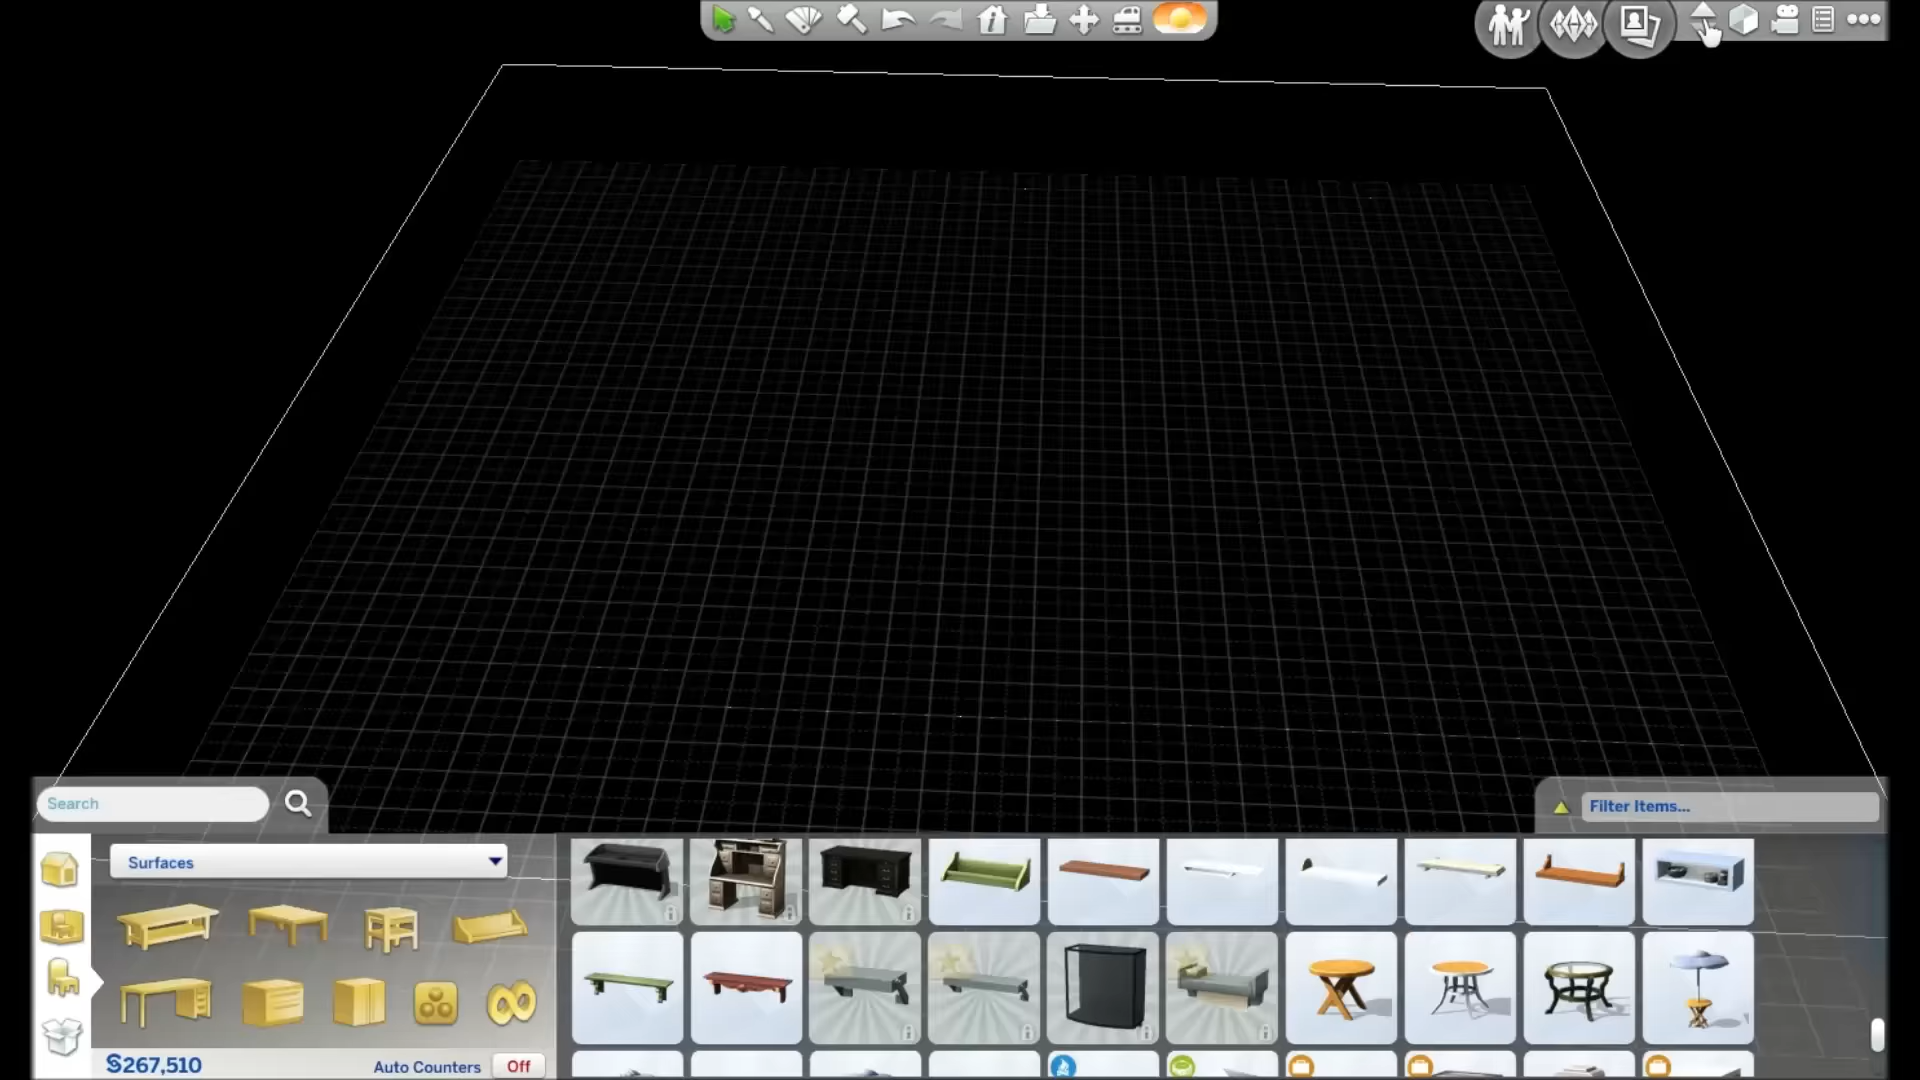 Search
Filter Items...
Surfaces
§267,510
Auto Counters
Off